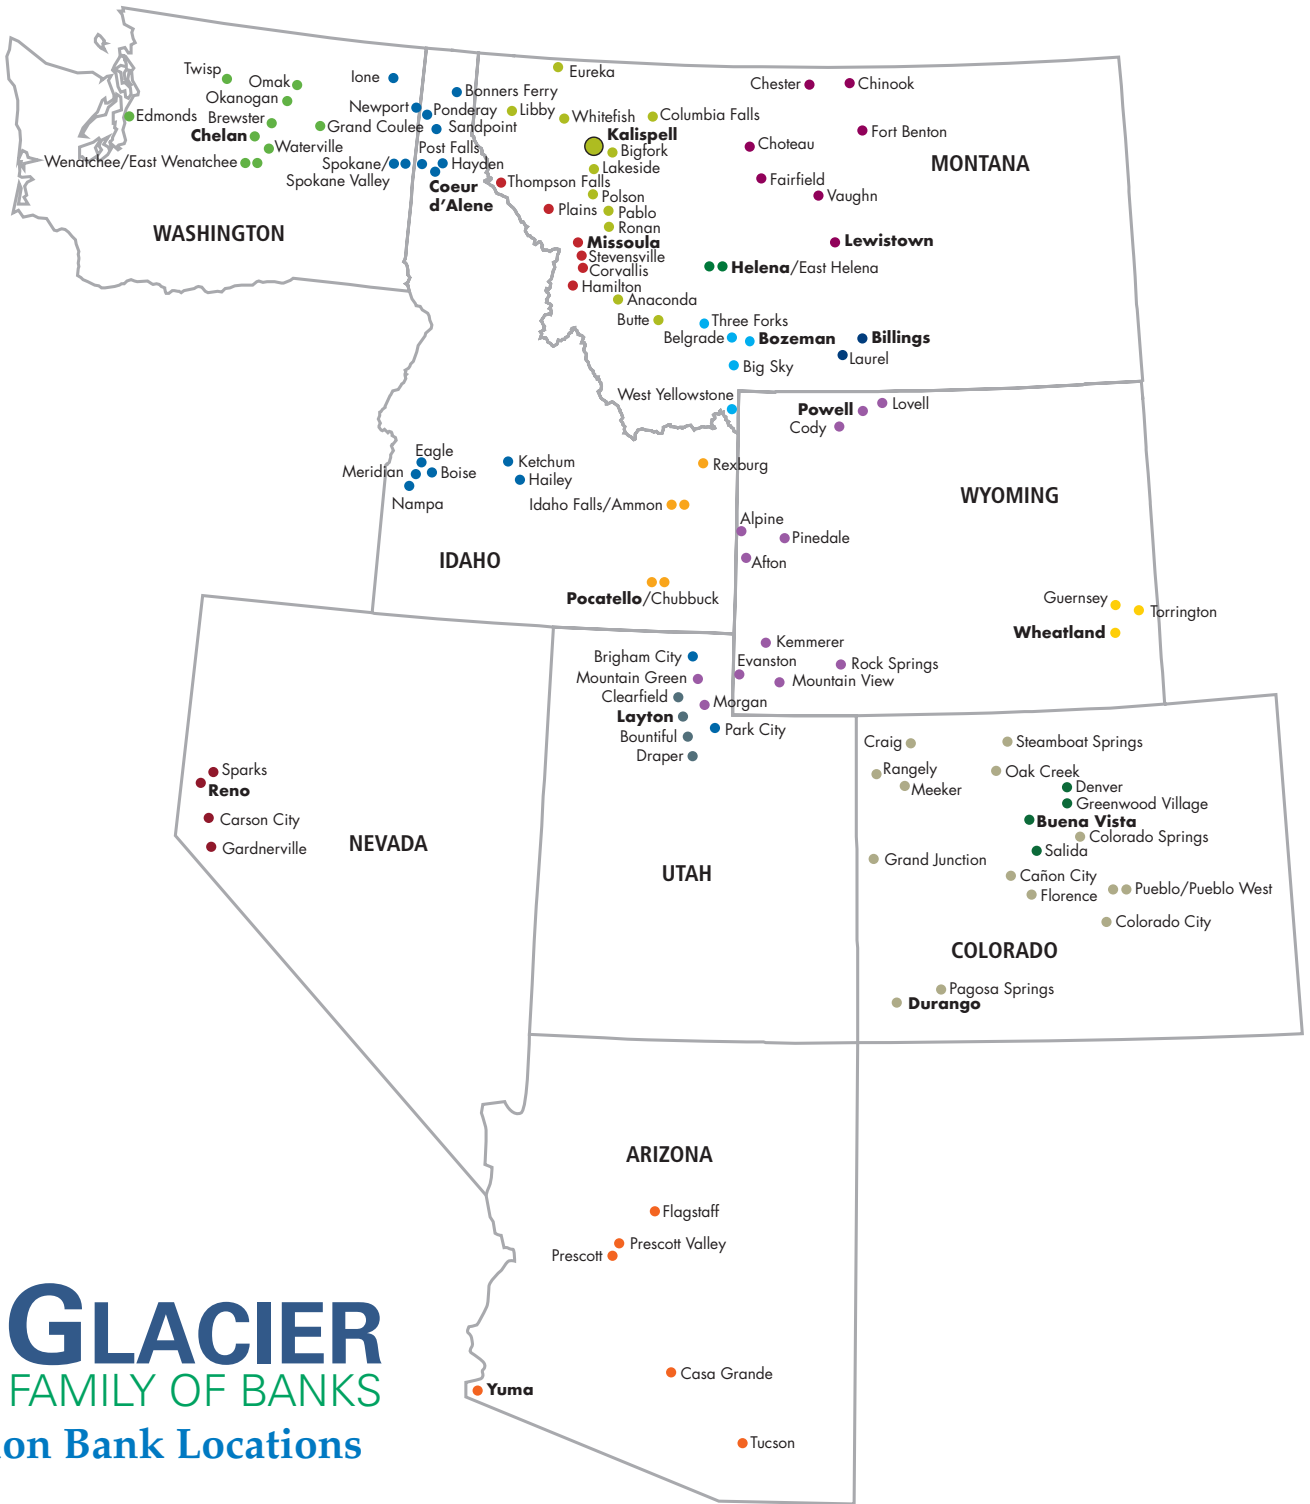 Twisp
Omak
Okanogan
Edmonds
Brewster
Chelan
Grand Coulee
Waterville
Wenatchee/East Wenatchee
WASHINGTON
Ione
Newport
Bonners Ferry
Ponderay
Sandpoint
Post Falls
Spokane/
Spokane Valley
Hayden
Coeur
d'Alene
Eureka
Libby
Whitefish
Columbia Falls
Kalispell
Bigfork
Lakeside
Thompson Falls
Polson
Plains
Pablo
Ronan
Missoula
Stevensville
Corvallis
Hamilton
Anaconda
Butte
Chester
Chinook
Fort Benton
Choteau
MONTANA
Fairfield
Vaughn
Lewistown
Helena/East Helena
Three Forks
Belgrade
Bozeman
Billings
Laurel
Big Sky
West Yellowstone
Powell
Lovell
Cody
WYOMING
Eagle
Meridian
Boise
Nampa
Ketchum
Hailey
Rexburg
Idaho Falls/Ammon
IDAHO
Pocatello/Chubbuck
Alpine
Pinedale
Afton
Guernsey
Torrington
Wheatland
Kemmerer
Evanston
Rock Springs
Mountain View
Brigham City
Mountain Green
Clearfield
Morgan
Layton
Park City
Bountiful
Draper
UTAH
Sparks
Reno
Carson City
Gardnerville
NEVADA
Craig
Steamboat Springs
Rangely
Oak Creek
Meeker
Denver
Greenwood Village
Buena Vista
Colorado Springs
Salida
Grand Junction
Cañon City
Florence
Pueblo/Pueblo West
Colorado City
COLORADO
Pagosa Springs
Durango
ARIZONA
Flagstaff
Prescott Valley
Prescott
Casa Grande
Yuma
Tucson
GLACIER
FAMILY OF BANKS
on Bank Locations